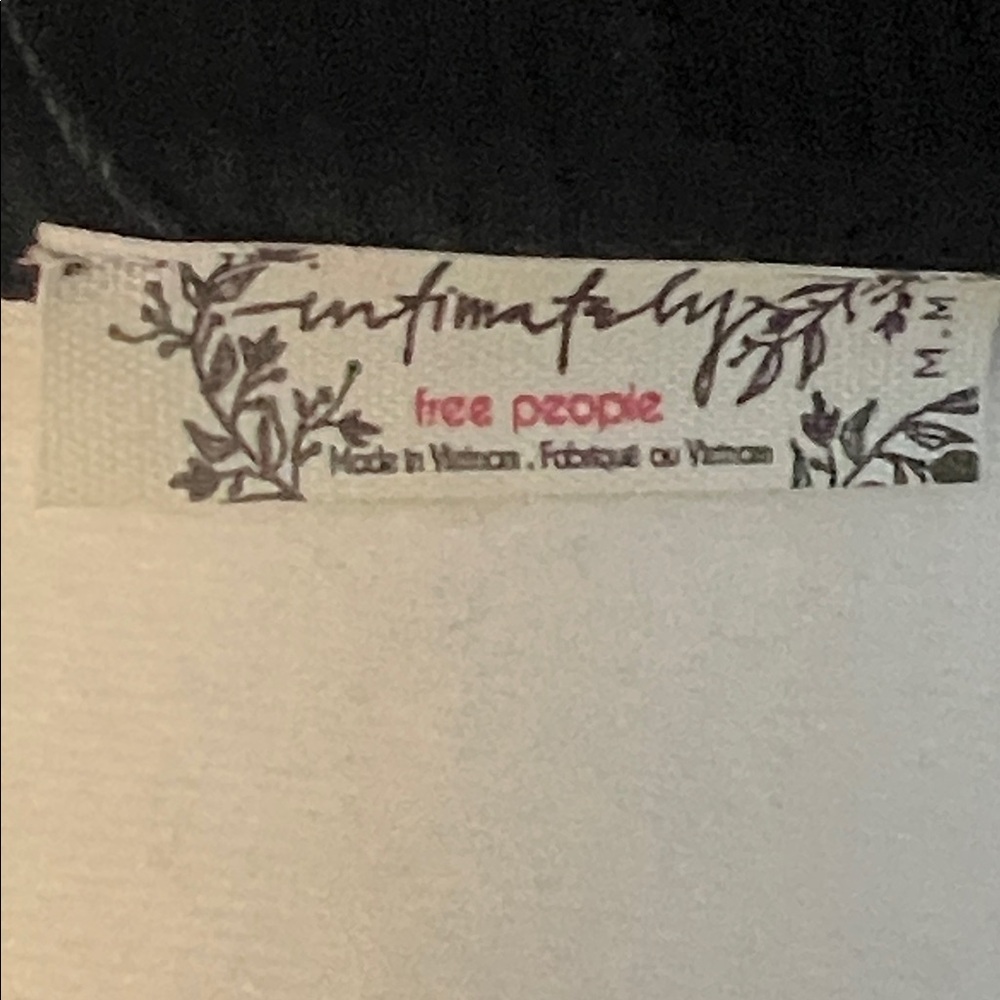 intimately
free people
Made in Vietnam . Fabriqué au Vietnam
M.M